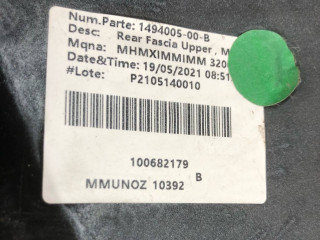 Num.Parte: 1494005-00-B
Desc: Rear Fascia Upper , M
Mqna: MHMXIMMIMM 320
Date&Time: 19/05/2021 08:51
#Lote: P2105140010
100682179
B
MMUNOZ 10392